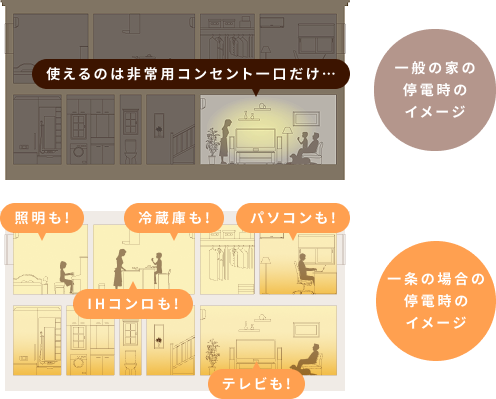 使えるのは非常用コンセント一口だけ…
一般の家の
停電時の
イメージ
照明も!
冷蔵庫も!
パソコンも!
IHコンロも!
テレビも!
一条の場合の
停電時の
イメージ